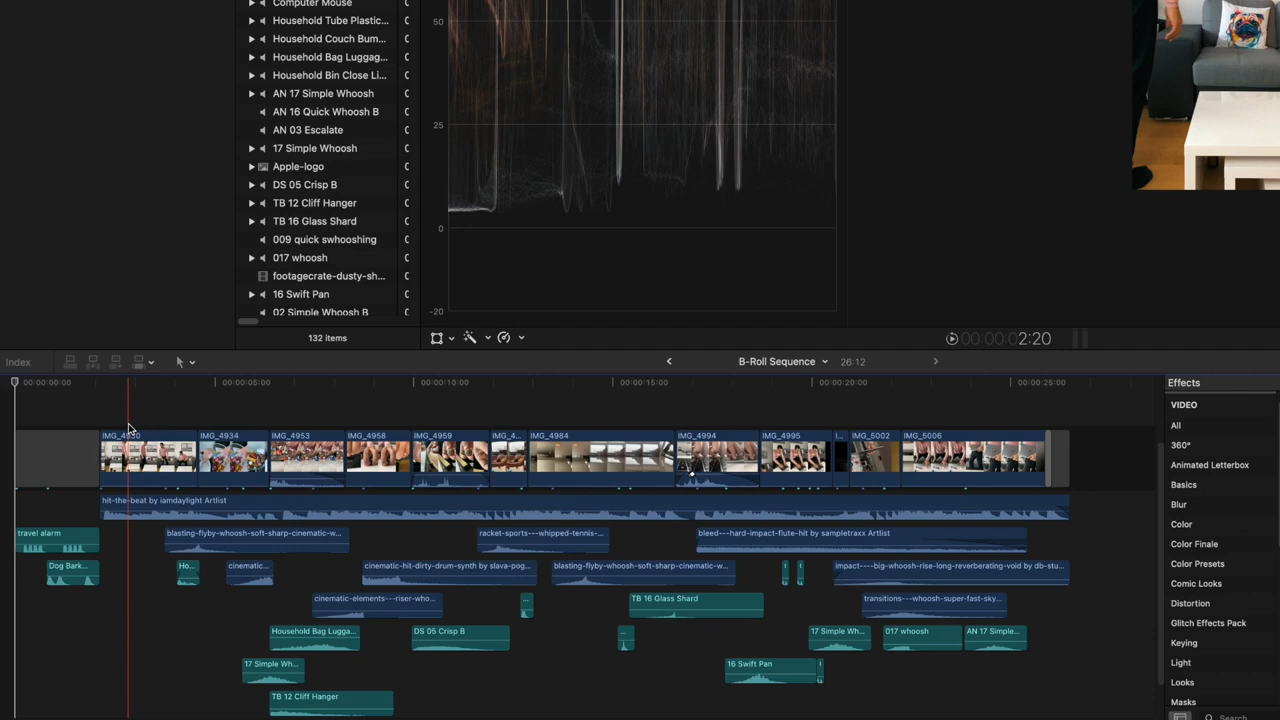 Computer Mouse
Household Tube Plastic...
Household Couch Bum...
Household Bag Luggag...
Household Bin Close Li...
AN 17 Simple Whoosh
AN 16 Quick Whoosh B
AN 03 Escalate
17 Simple Whoosh
Apple-logo
DS 05 Crisp B
TB 12 Cliff Hanger
TB 16 Glass Shard
009 quick swhooshing
017 whoosh
footagecrate-dusty-sh...
16 Swift Pan
02 Simple Whoosh B
132 items
50
25
0
-20
00:00:00:02:20
Index
B-Roll Sequence
26:12
00:00:00:00
00:00:05:00
00:00:10:00
00:00:15:00
00:00:20:00
00:00:25:00
IMG_4930
IMG_4934
IMG_4953
IMG_4958
IMG_4959
IMG_4...
IMG_4984
IMG_4994
IMG_4995
I...
IMG_5002
IMG_5006
hit-the-beat by iamdaylight Artlist
travel alarm
blasting-flyby-whoosh-soft-sharp-cinematic-w...
racket-sports---whipped-tennis-...
bleed---hard-impact-flute-hit by sampletraxx Artlist
Dog Bark...
Ho...
cinematic...
cinematic-hit-dirty-drum-synth by slava-pog...
blasting-flyby-whoosh-soft-sharp-cinematic-w...
impact----big-whoosh-rise-long-reverberating-void by db-stu...
cinematic-elements---riser-who...
...
TB 16 Glass Shard
transitions---whoosh-super-fast-sky...
Household Bag Lugga...
DS 05 Crisp B
...
17 Simple Wh...
017 whoosh
AN 17 Simple...
17 Simple Wh...
16 Swift Pan
TB 12 Cliff Hanger
Effects
VIDEO
All
360°
Animated Letterbox
Basics
Blur
Color
Color Finale
Color Presets
Comic Looks
Distortion
Glitch Effects Pack
Keying
Light
Looks
Masks
Search